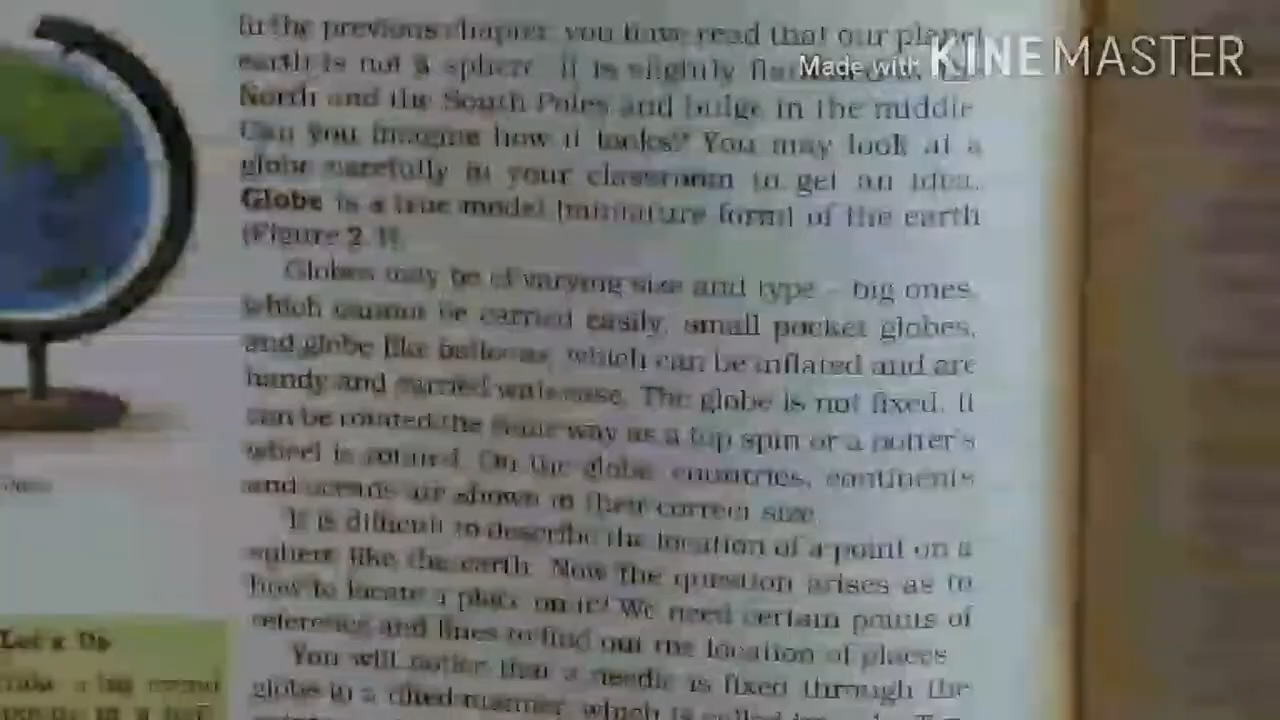 In the previous chapter, you have read that our planet
earth is not a sphere. It is slightly
North and the South Poles and bulge in the middle
Can you imagine how it looks? You may look at a
globe carefully in your classroom to get an idea.
Globe is a true model (miniature form) of the earth
(Figure 2.1).
Globes may be of varying size and type – big ones,
which cannot be carried easily, small pocket globes,
and globe like balloons, which can be inflated and are
handy and carried with ease. The globe is not fixed. It
can be rotated the same way as a top spin or a potter's
wheel is rotated. On the globe, countries, continents
and oceans are shown in their correct size.
It is difficult to describe the location of a point on a
sphere like the earth. Now the question arises as to
how to locate a place on it? We need certain points of
reference and lines to find out the location of places.
You will notice that a needle is fixed through the
globe in a manner, which is called
Let's Do
Made with KINEMASTER